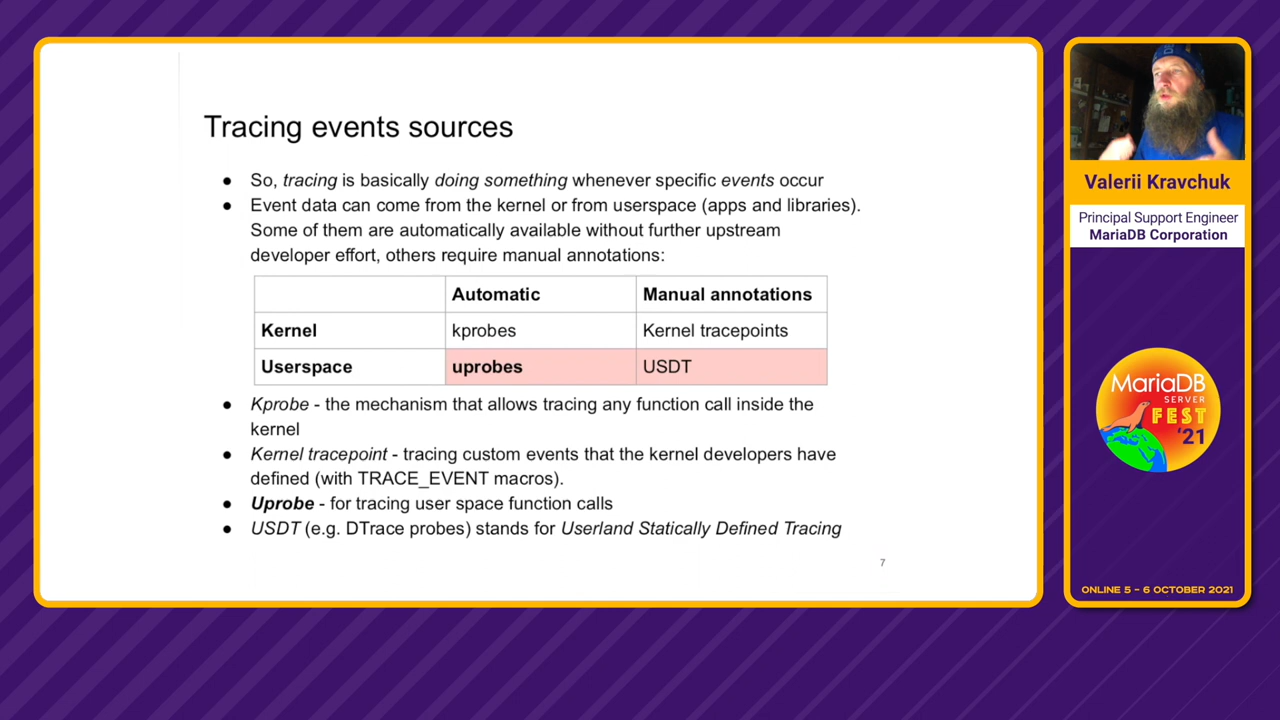 Tracing events sources
● So, tracing is basically doing something whenever specific events occur
● Event data can come from the kernel or from userspace (apps and libraries).
Some of them are automatically available without further upstream
developer effort, others require manual annotations:
Automatic Manual annotations
Kernel kprobes Kernel tracepoints
Userspace uprobes USDT
● Kprobe - the mechanism that allows tracing any function call inside the
kernel
● Kernel tracepoint - tracing custom events that the kernel developers have
defined (with TRACE_EVENT macros).
● Uprobe - for tracing user space function calls
● USDT (e.g. DTrace probes) stands for Userland Statically Defined Tracing
7
Valerii Kravchuk
Principal Support Engineer
MariaDB Corporation
MariaDB
SERVER
FEST
'21
ONLINE 5 – 6 OCTOBER 2021